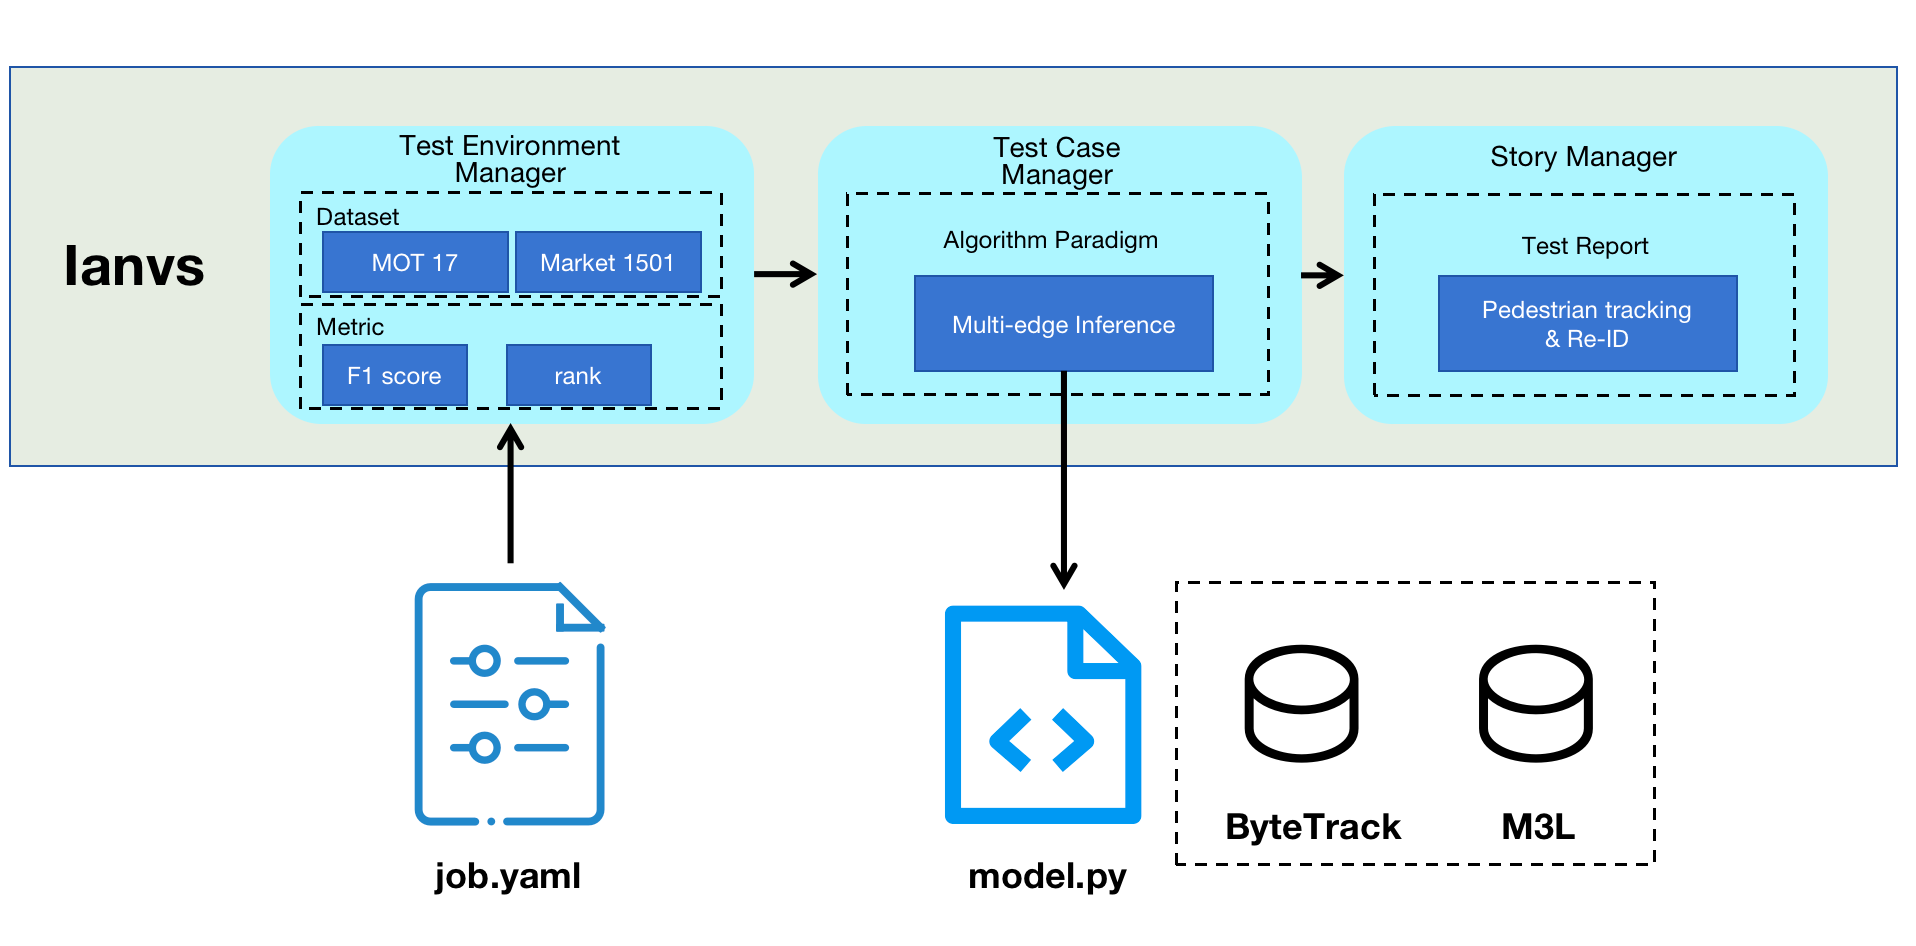 Ianvs
Test Environment
Manager
Dataset
MOT 17
Market 1501
Metric
F1 score
rank
Test Case
Manager
Algorithm Paradigm
Multi-edge Inference
Story Manager
Test Report
Pedestrian tracking
& Re-ID
job.yaml
model.py
ByteTrack
M3L